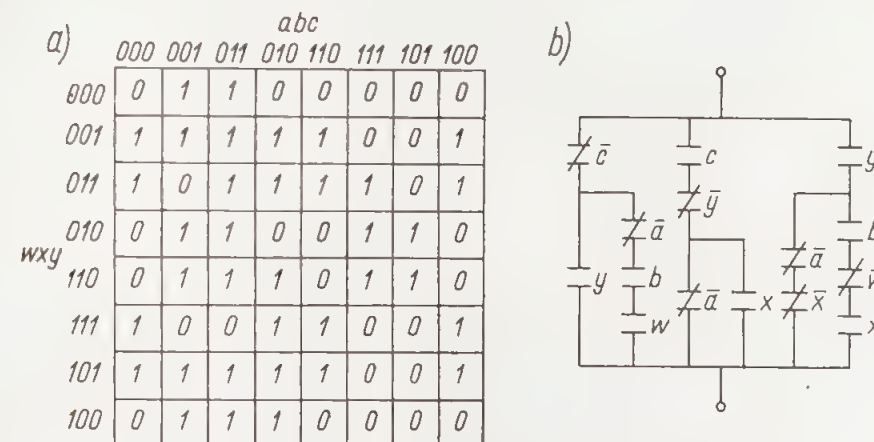 a)
abc
000 001 011 010 110 111 101 100
000 0 1 1 0 0 0 0 0
001 1 1 1 1 1 0 0 1
011 1 0 1 1 1 1 0 1
010 0 1 1 0 0 1 1 0
wxy
110 0 1 1 1 0 1 1 0
111 1 0 0 1 1 0 0 1
101 1 1 1 1 1 0 0 1
100 0 1 1 1 0 0 0 0
b)
c̅ c y
y̅ b
a̅ a̅ w̅
y b a̅ x x̅ x
w